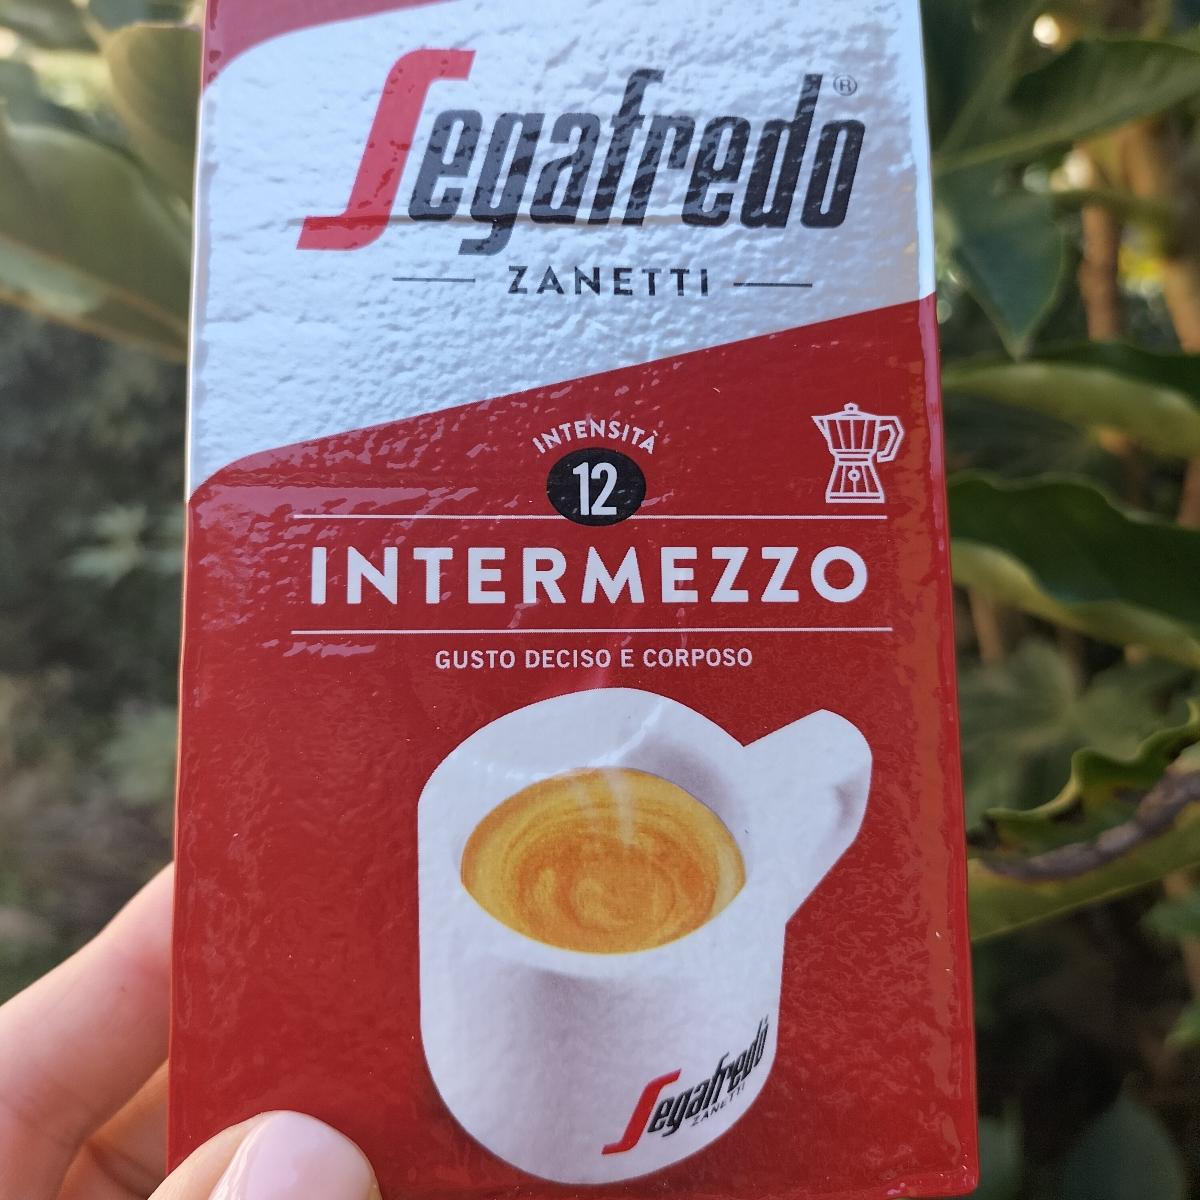 Segafredo®
ZANETTI
INTENSITÀ
12
INTERMEZZO
GUSTO DECISO E CORPOSO
Segafredo
ZANETTI